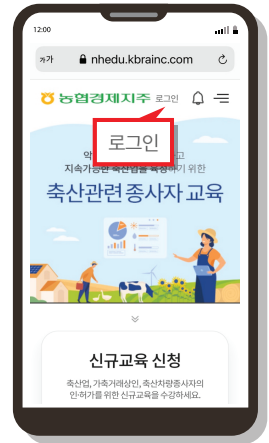 12:00
가가 nhedu.kbrainc.com
농협경제지주 로그인
로그인
악 고
지속가능한 축산업을 육성하기 위한
축산관련 종사자 교육
신규교육 신청
축산업, 가축거래상인, 축산차량종사자의
인·허가를 위한 신규교육을 수강하세요.